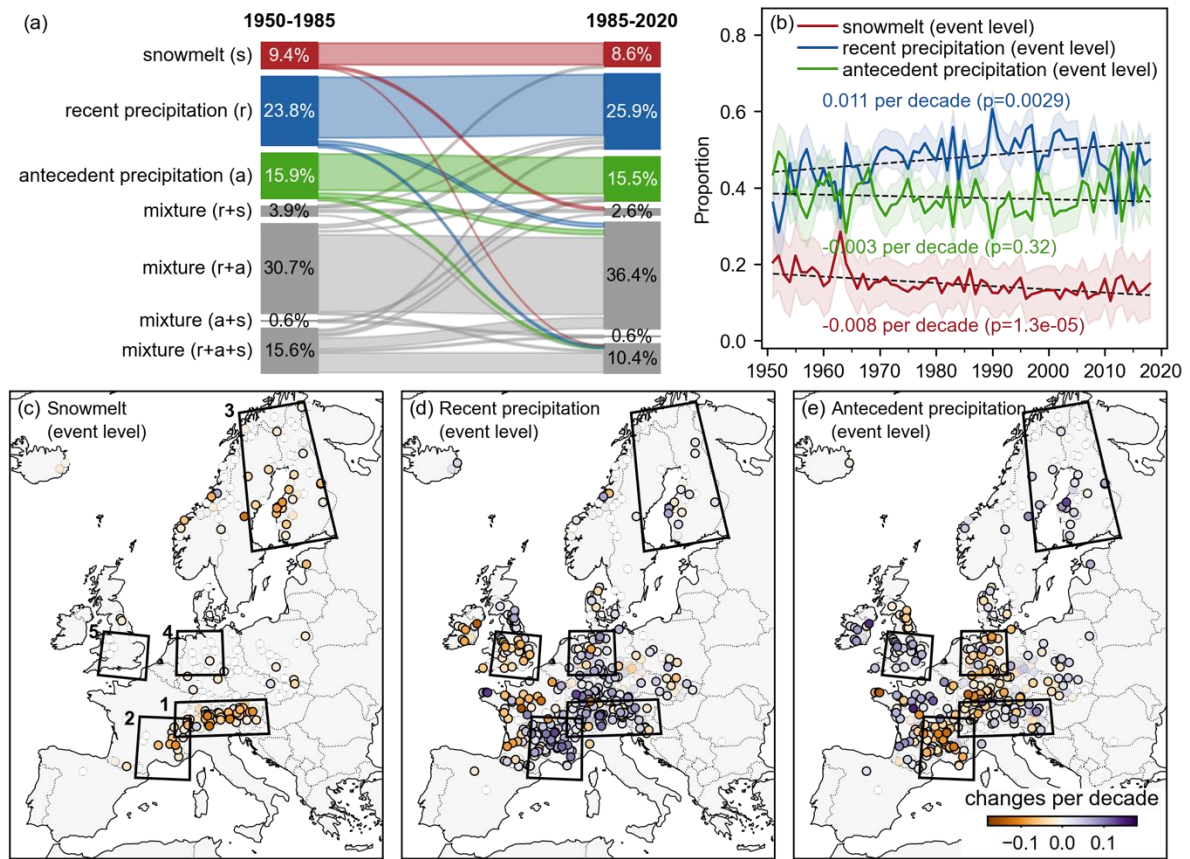 (a)
1950-1985
1985-2020
snowmelt (s)
9.4%
8.6%
recent precipitation (r)
23.8%
25.9%
antecedent precipitation (a)
15.9%
15.5%
mixture (r+s)
3.9%
2.6%
mixture (r+a)
30.7%
36.4%
mixture (a+s)
0.6%
0.6%
mixture (r+a+s)
15.6%
10.4%
(b)
snowmelt (event level)
recent precipitation (event level)
antecedent precipitation (event level)
0.011 per decade (p=0.0029)
-0.003 per decade (p=0.32)
-0.008 per decade (p=1.3e-05)
Proportion
0.8
0.6
0.4
0.2
0.0
1950 1960 1970 1980 1990 2000 2010 2020
(c) Snowmelt
(event level)
3
5
4
1
2
(d) Recent precipitation
(event level)
(e) Antecedent precipitation
(event level)
changes per decade
−0.1 0.0 0.1